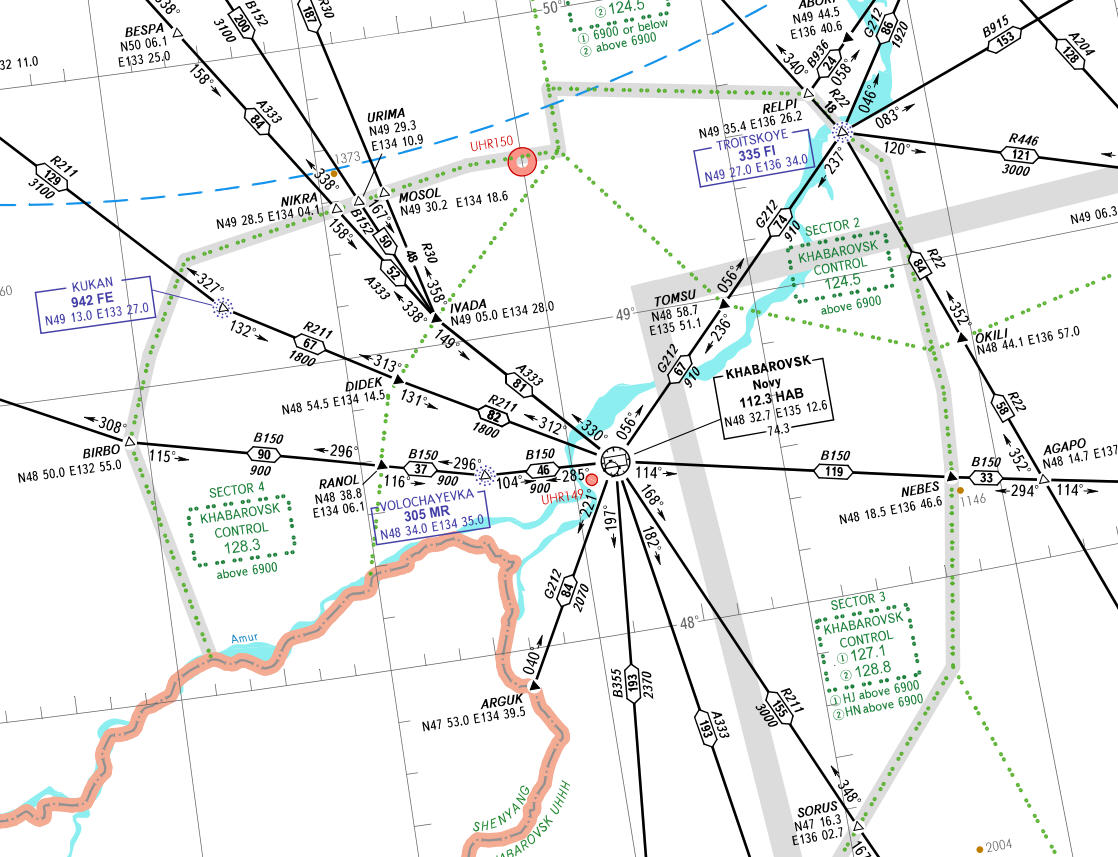 338°
BESPA
N50 06.1
E133 25.0
B152
200
3100
R30
187
50°
② 124.5
① 6900 or below
② above 6900
ABORI
N49 44.5
E136 40.6
G212
86
1920
B915
153
A204
128
32 11.0
158°
A333
84
340°
B936
24
058°
R22
18
046°
083°
RELPI
N49 35.4 E136 26.2
URIMA
N49 29.3
E134 10.9
UHR150
TROITSKOYE
335 FI
N49 27.0 E136 34.0
120°
R446
121
3000
R211
129
3100
1373
338°
NIKRA
N49 28.5 E134 04.1
167°
MOSOL
N49 30.2 E134 18.6
237°
158°
B152
50
48
R30
G212
74
910
SECTOR 2
KHABAROVSK
CONTROL
124.5
above 6900
N49 06.3
60
KUKAN
942 FE
N49 13.0 E133 27.0
327°
52
A333
338°
358°
R22
84
132°
R211
67
1800
IVADA
N49 05.0 E134 28.0
149°
49°
TOMSU
N48 58.7
E135 51.1
056°
236°
352°
OKILI
N48 44.1 E136 57.0
313°
DIDEK
N48 54.5 E134 14.5
131°
A333
81
G212
67
910
KHABAROVSK
Novy
112.3 HAB
N48 32.7 E135 12.6
74.3
R211
82
1800
312°
330°
056°
58
R22
308°
BIRBO
N48 50.0 E132 55.0
115°
B150
90
900
296°
B150
37
900
296°
B150
46
900
285°
104°
116°
114°
B150
119
352°
AGAPO
N48 14.7 E137
B150
33
294°
114°
RANOL
N48 38.8
E134 06.1
VOLOCHAYEVKA
305 MR
N48 34.0 E134 35.0
UHR149
221°
197°
168°
182°
NEBES
N48 18.5 E136 46.6
1146
SECTOR 4
KHABAROVSK
CONTROL
128.3
above 6900
G212
84
2070
SECTOR 3
KHABAROVSK
CONTROL
① 127.1
② 128.8
① HJ above 6900
② HN above 6900
Amur
48°
040°
ARGUK
N47 53.0 E134 39.5
B355
193
2370
A333
193
R211
155
3000
348°
SORUS
N47 16.3
E136 02.7
167
SHENYANG
KHABAROVSK UHHH
2004